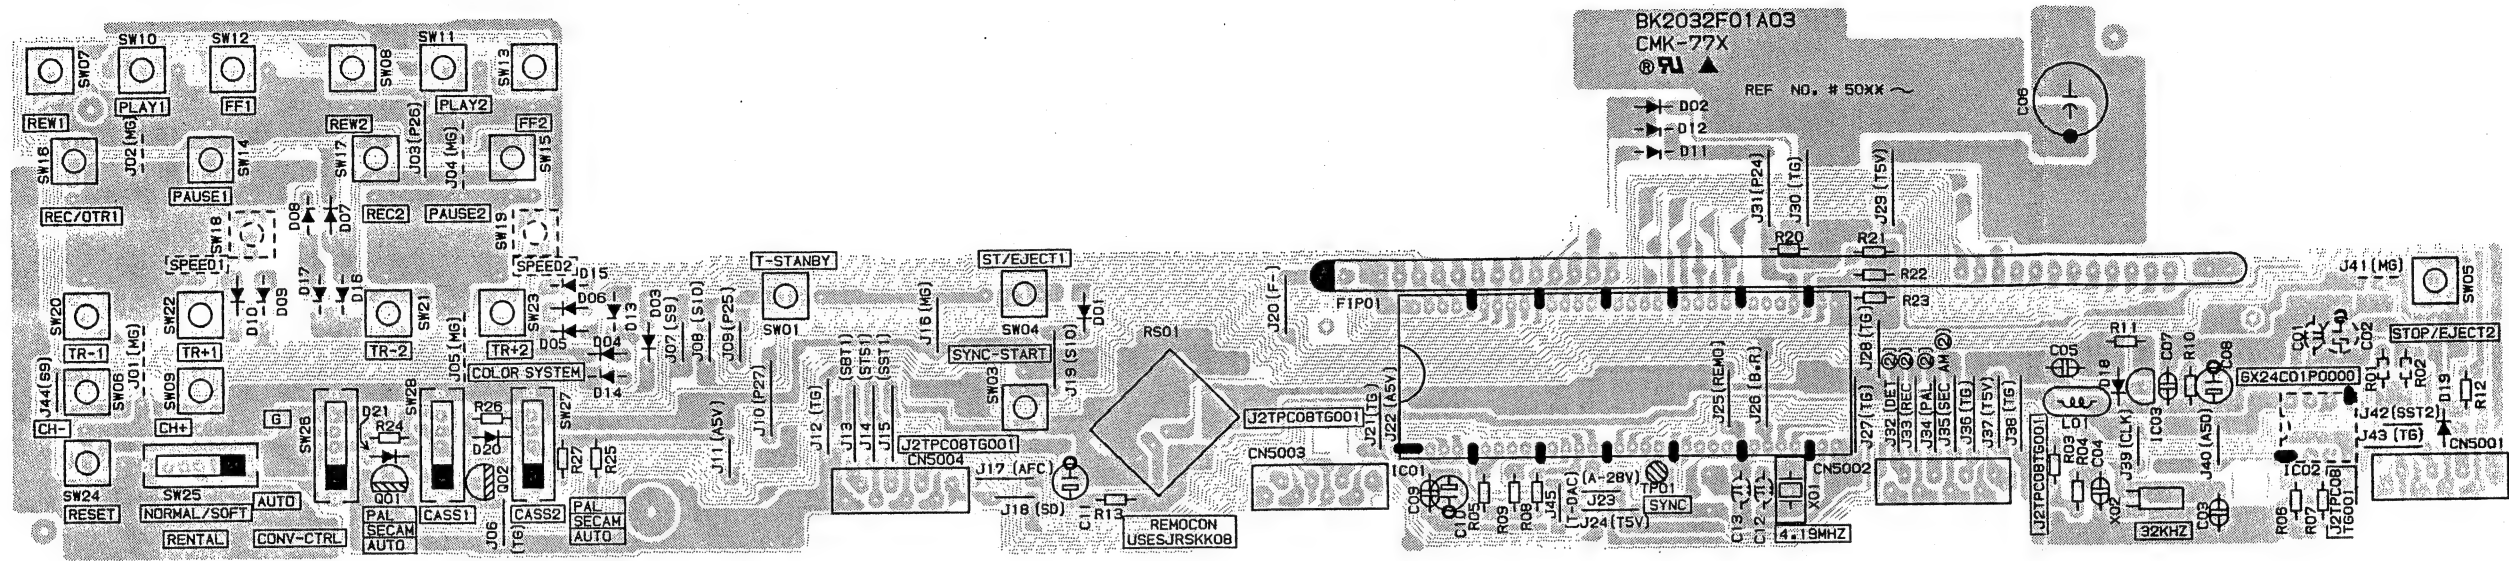 BK2032F01A03
CMK-77X
® UR
REF NO. # 50XX ~
C06
SW07
SW10
SW12
SW08
SW11
SW13
PLAY1
FF1
PLAY2
REW1
REW2
FF2
J02(MG)
J03(P26)
J04(MG)
SW16
SW14
SW17
SW15
PAUSE1
REC/OTR1
REC2
PAUSE2
D08
D07
SW18
SW19
SPEED1
SPEED2
D02
D12
D11
J31(P24)
J30(TG)
J29(T5V)
R20
R21
R22
R23
T-STANBY
ST/EJECT1
D15
D06
D05
D13
D03
D04
D14
D17
D16
D10
D09
SW20
SW22
SW21
SW23
TR-1
TR+1
TR-2
TR+2
J01(MG)
J05(MG)
J07(S9)
J08(S1D)
J09(P25)
SW01
J16(MG)
SW04
D01
J20(F-)
FIP01
RS01
J41(MG)
SW05
STOP/EJECT2
C01
C02
SYNC-START
J19(S10)
SW03
COLOR SYSTEM
J44(S9)
SW06
SW09
CH-
CH+
G
SW26
D21
R24
SW28
R26
D20
Q02
SW27
R27
R25
J11(A5V)
J10(P27)
J12(TG)
J13(SBT1)
J14(STS1)
J15(SST1)
J2TPC08TG001
CN5004
J17(AFC)
J18(SD)
C11
R13
REMOCON
USESJRSKK08
J2TPC08TG001
CN5003
J21(TG)
J22(A5V)
IC01
J25(REMO)
J26(B.R)
J28(TG)
J27(TG)
J32(DET②)
J33(REC②)
J34(PAL②)
J35(SECAM②)
J36(TG)
J37(T5V)
J38(TG)
CN5002
C05
D18
R11
C07
R10
C08
L01
IC03
R01
R02
D19
R12
GX24C01P0000
J42(SST2)
J43(TG)
CN5001
IC02
J2TPC08TG001
R03
R04
C04
J39(CLK)
J40(A50)
X02
32KHZ
C03
R06
R07
J2TPC08TG001
C09
C10
R05
R09
R08
J45(T-DAC)
(A-28V)
J23
J24(T5V)
TP01
SYNC
C13
C12
X01
4.19MHZ
SW24
RESET
SW25
NORMAL/SOFT
AUTO
RENTAL
CONV-CTRL
Q01
PAL
SECAM
AUTO
CASS1
J06(TG)
CASS2
PAL
SECAM
AUTO